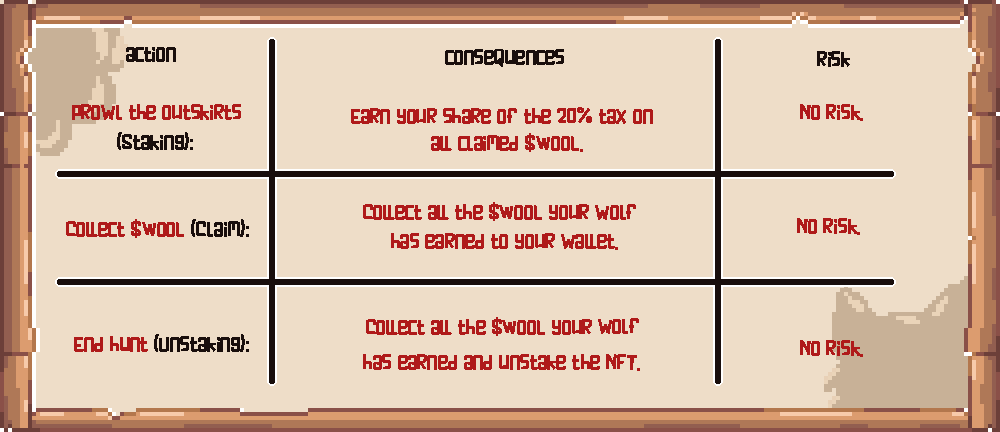 Action
Consequences
Risk
Prowl the outskirts
(Staking):
Earn your share of the 20% tax on
all claimed $WOOL.
No risk.
Collect $WOOL (Claim):
Collect all the $WOOL your Wolf
has earned to your wallet.
No risk.
End hunt (Unstaking):
Collect all the $WOOL your Wolf
has earned and unstake the NFT.
No risk.